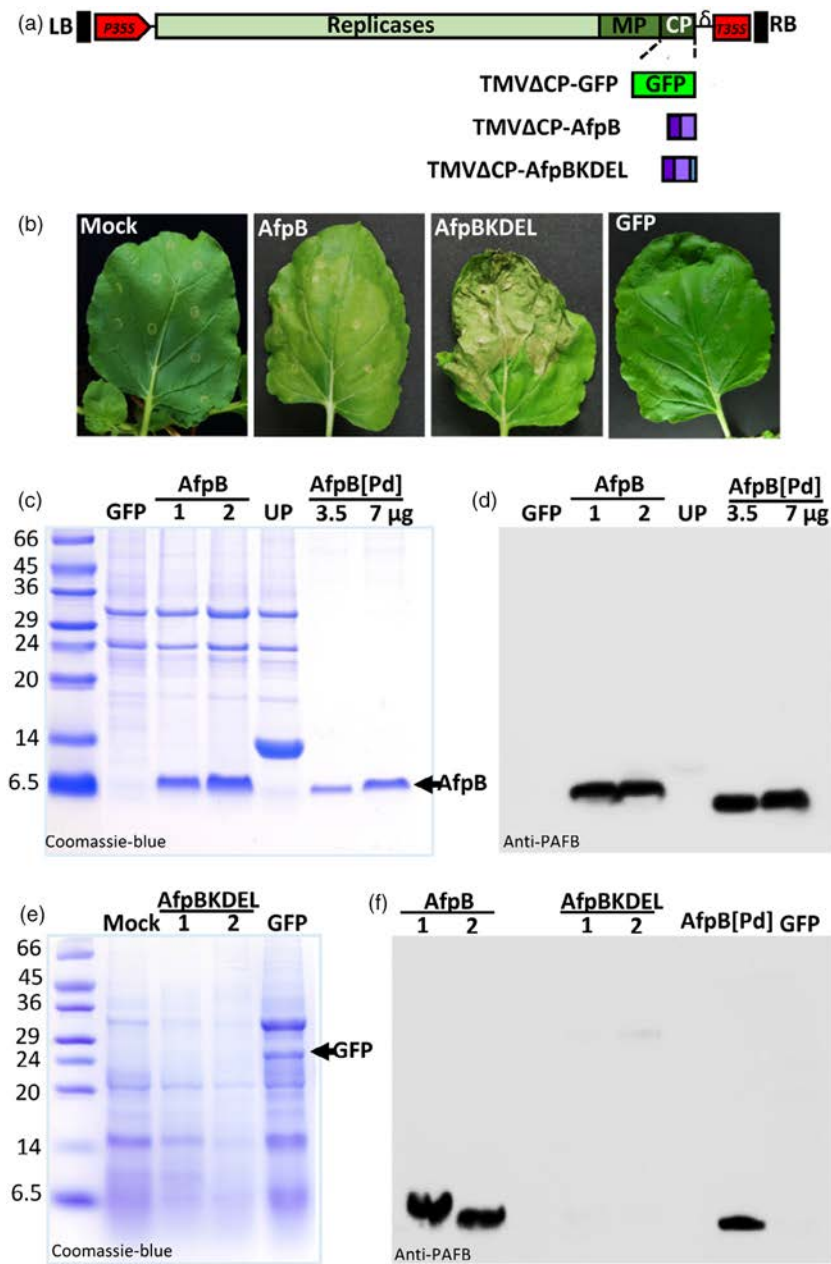 (a) LB P35S Replicases MP CP δ T35S RB
TMVΔCP-GFP GFP
TMVΔCP-AfpB
TMVΔCP-AfpBKDEL
(b) Mock AfpB AfpBKDEL GFP
(c) AfpB AfpB[Pd]
GFP 1 2 UP 3.5 7 µg
66
45
36
29
24
20
14
6.5
AfpB
Coomassie-blue
(d) AfpB AfpB[Pd]
GFP 1 2 UP 3.5 7 µg
Anti-PAFB
(e) AfpBKDEL
Mock 1 2 GFP
66
45
36
29
24
20
14
6.5
GFP
Coomassie-blue
(f) AfpB AfpBKDEL AfpB[Pd] GFP
1 2 1 2
Anti-PAFB